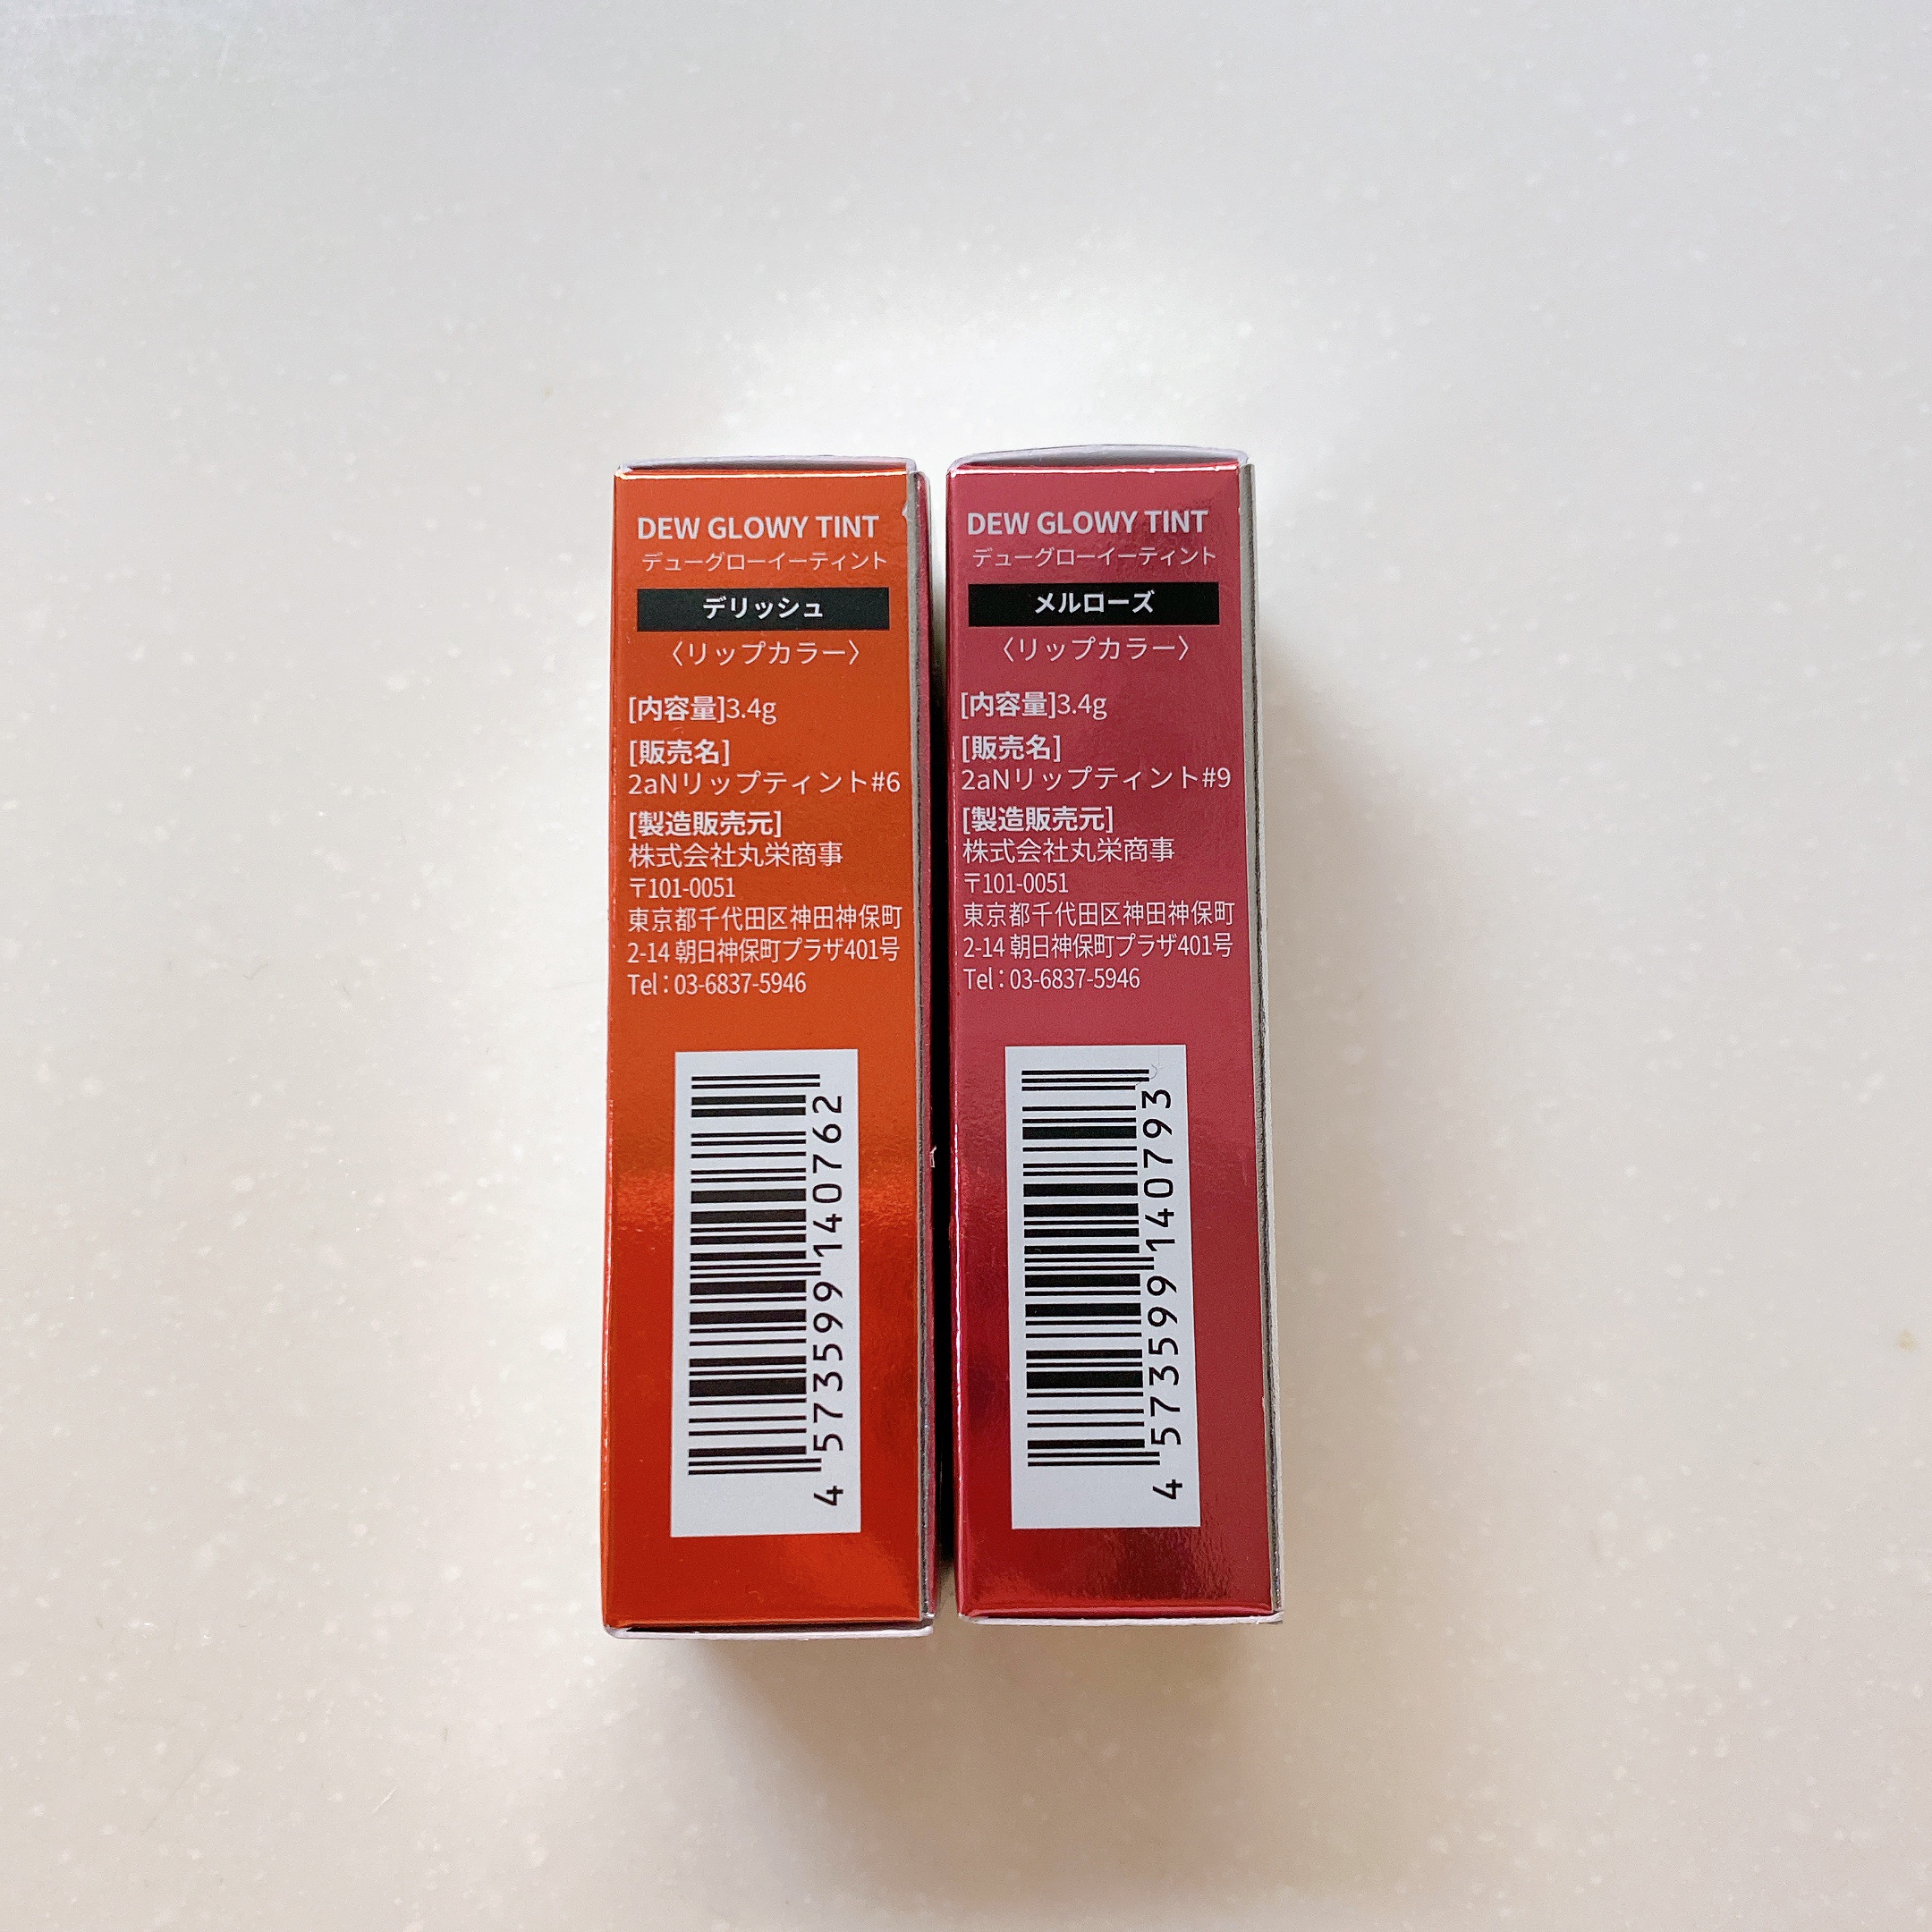 DEW GLOWY TINT
デューグローイーティント
デリッシュ
〈リップカラー〉
[内容量]3.4g
[販売名]
2aNリップティント#6
[製造販売元]
株式会社丸栄商事
〒101-0051
東京都千代田区神田神保町
2-14 朝日神保町プラザ401号
Tel : 03-6837-5946
4 573599 140762
DEW GLOWY TINT
デューグローイーティント
メルローズ
〈リップカラー〉
[内容量]3.4g
[販売名]
2aNリップティント#9
[製造販売元]
株式会社丸栄商事
〒101-0051
東京都千代田区神田神保町
2-14 朝日神保町プラザ401号
Tel : 03-6837-5946
4 573599 140793